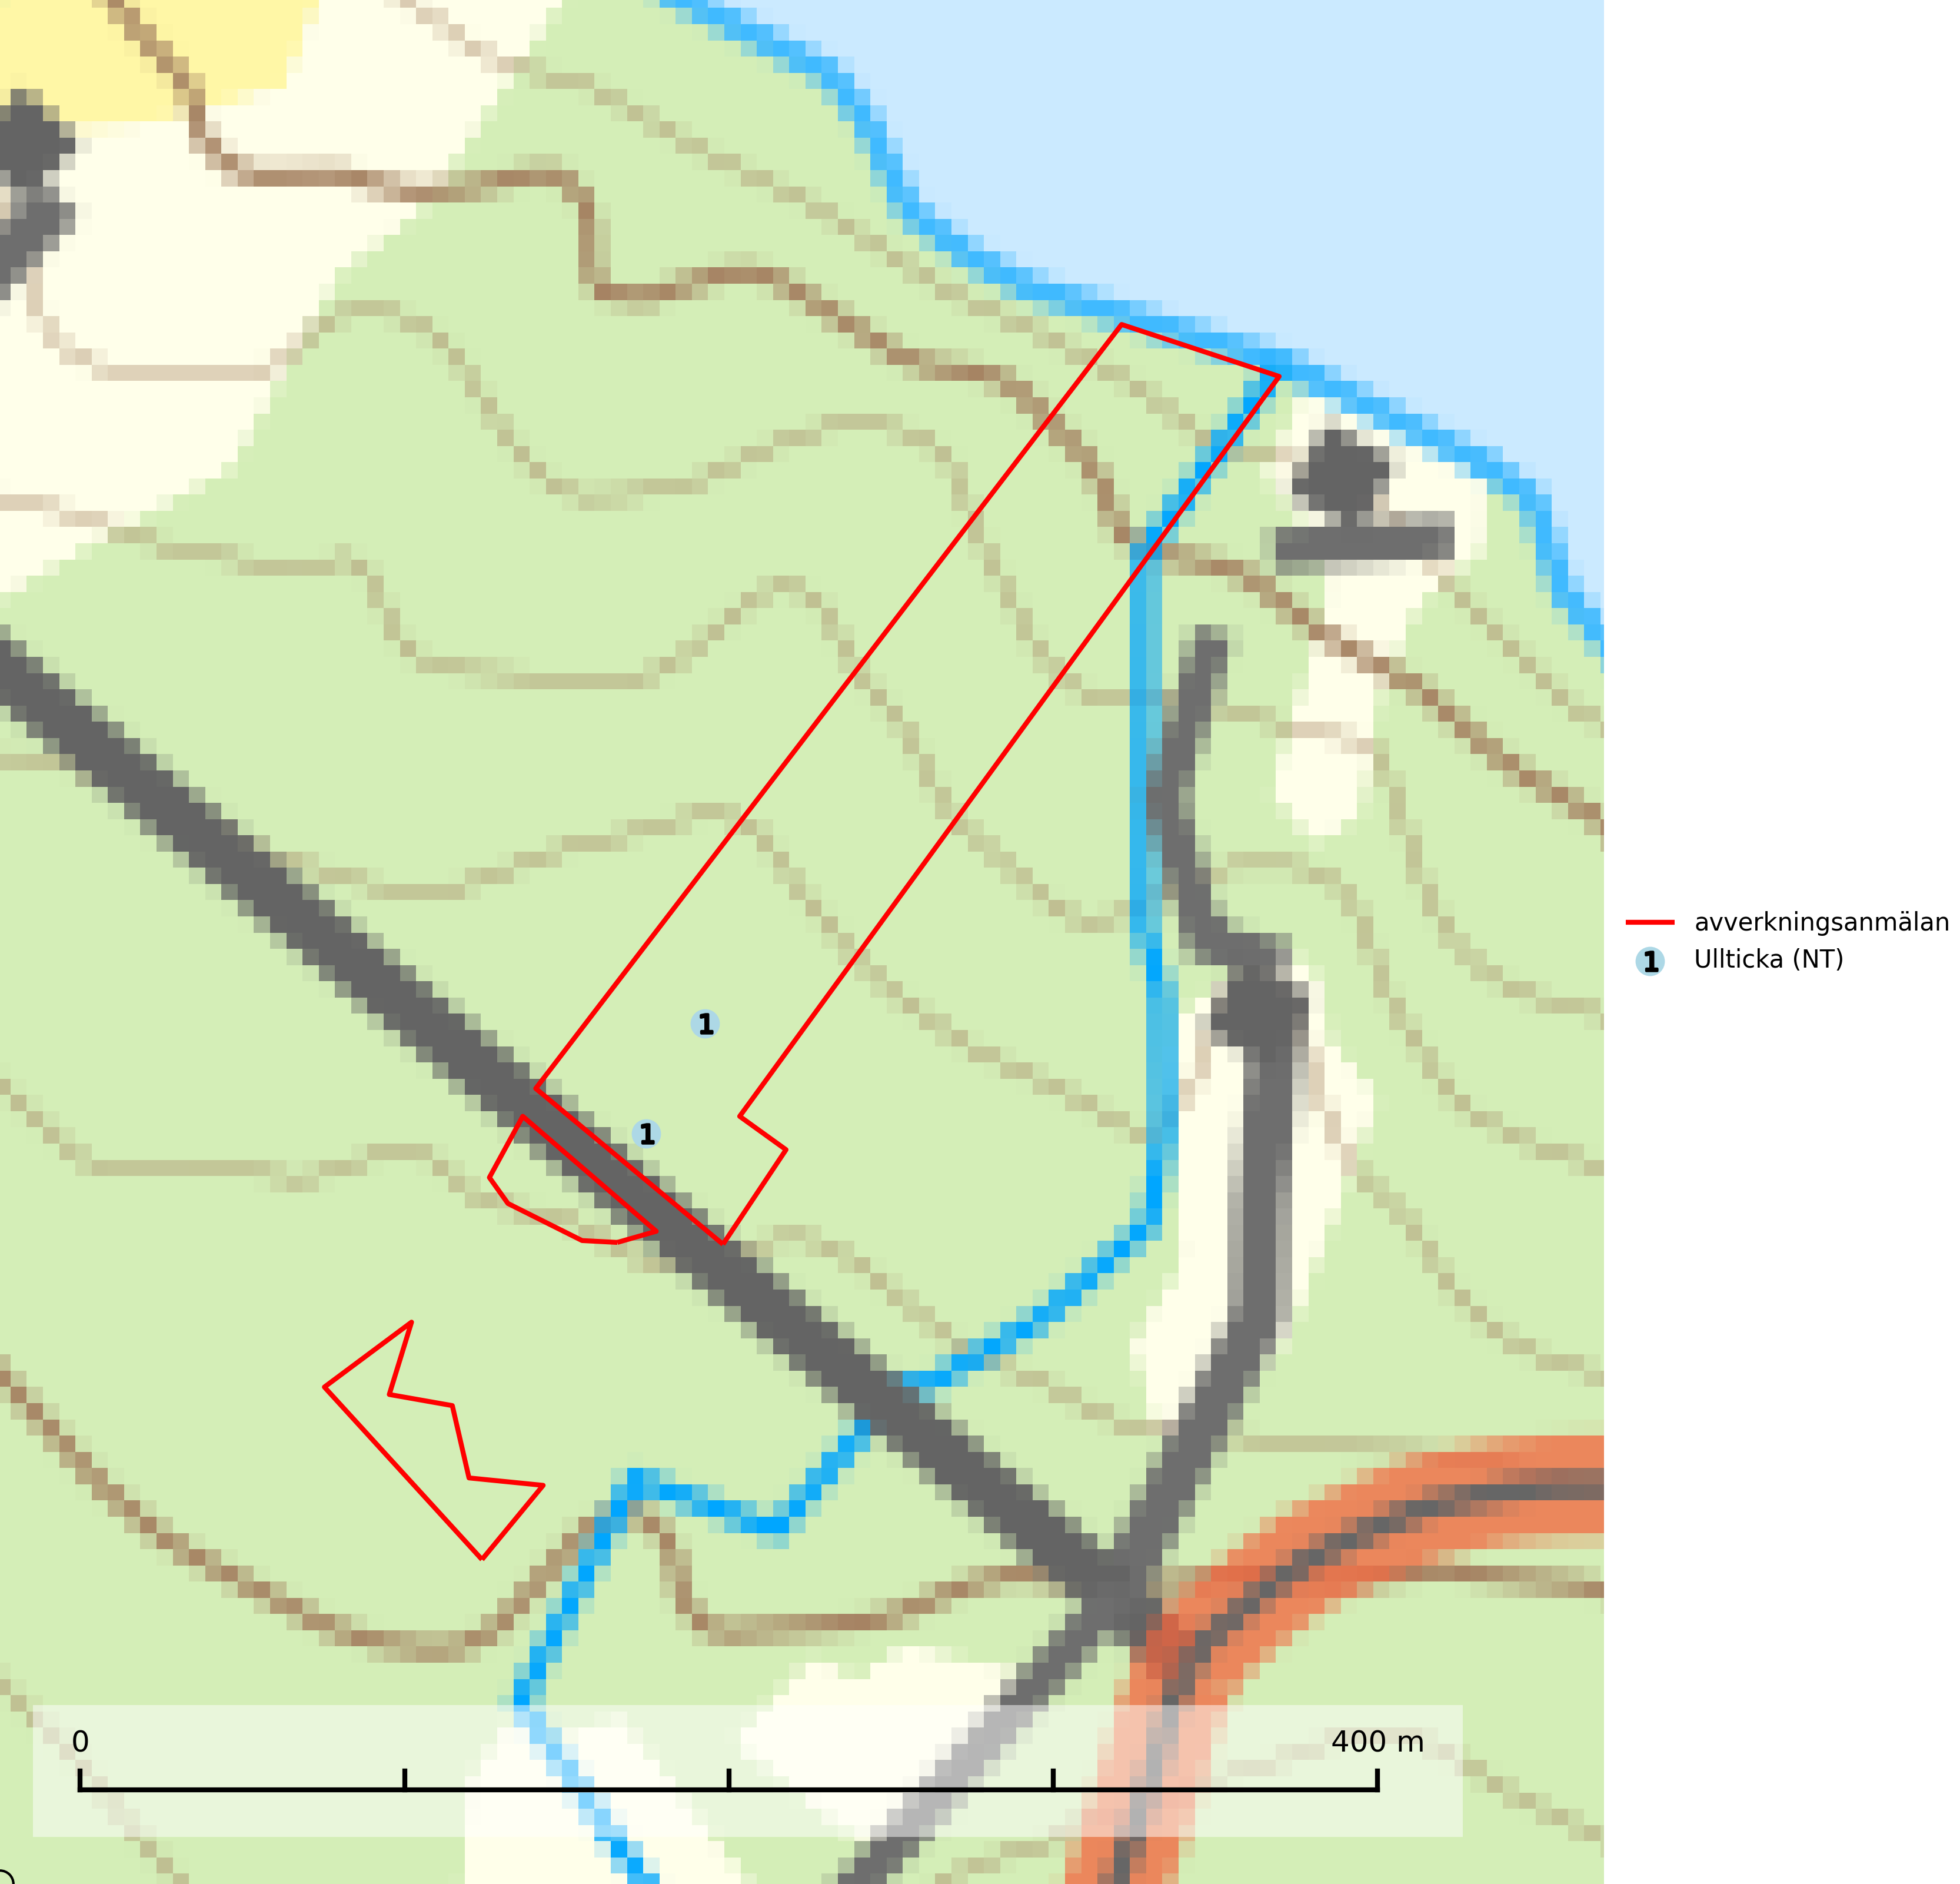 avverkningsanmälan
1 Ullticka (NT)
1
1
0 400 m